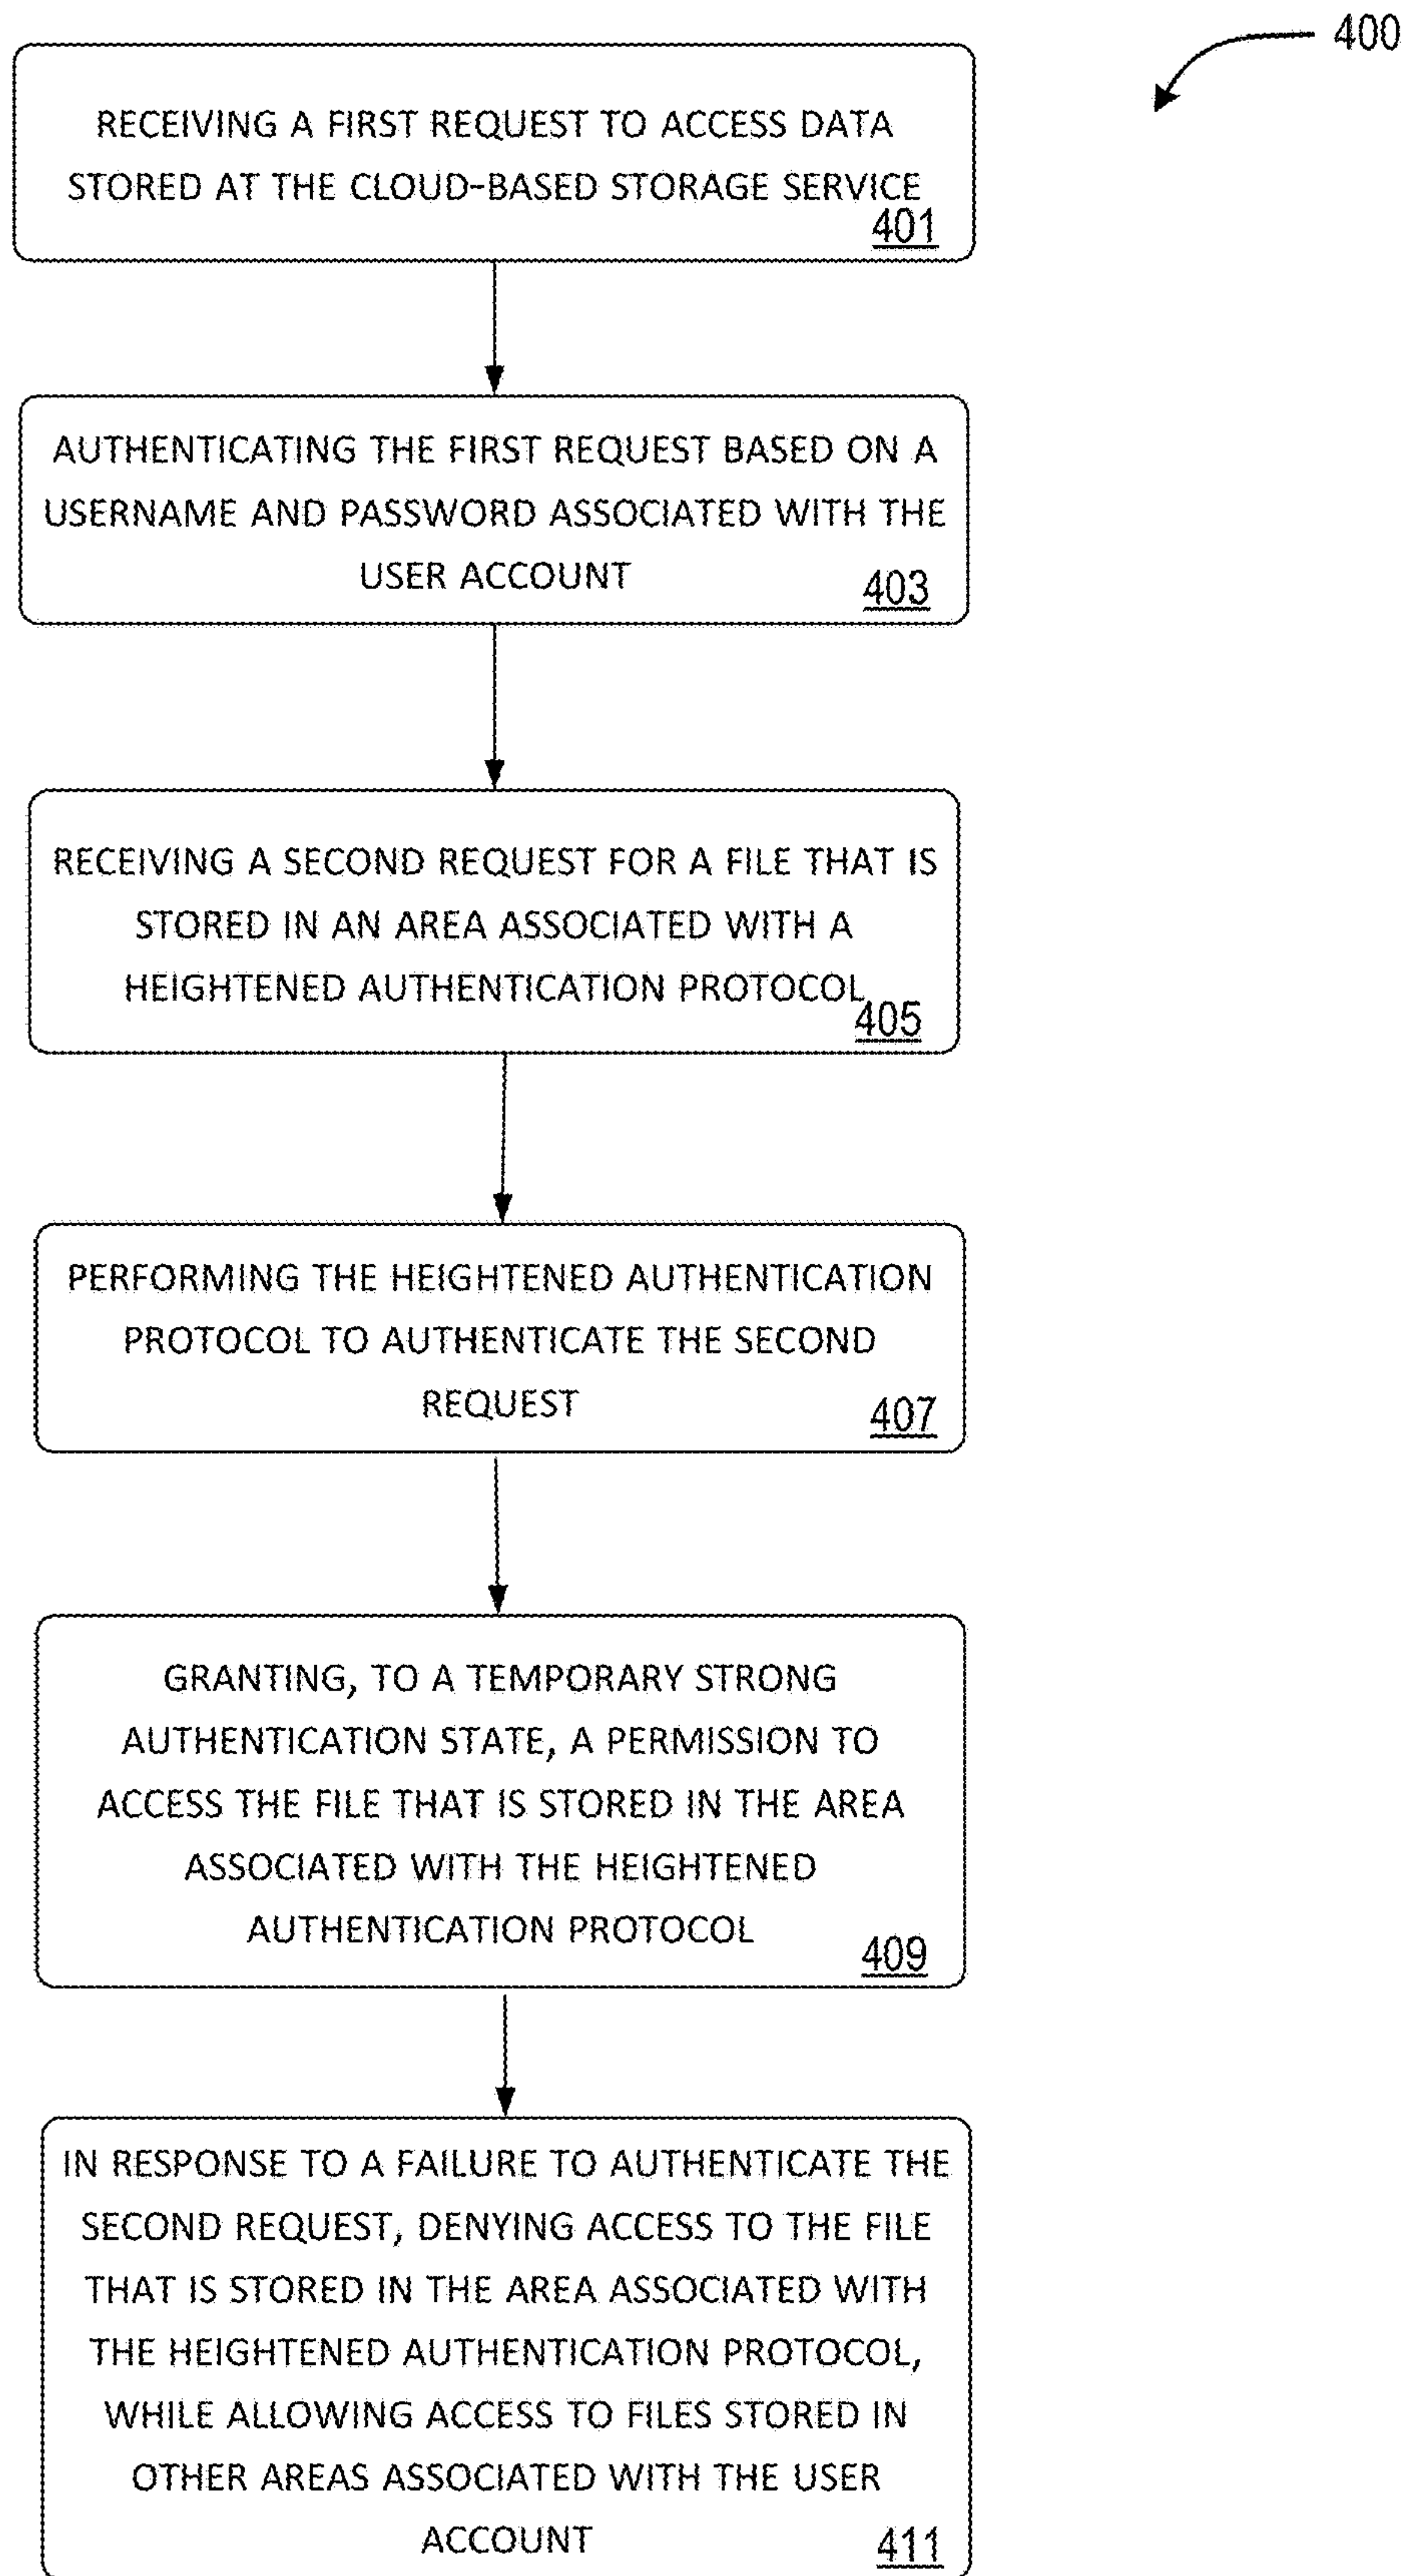 400
RECEIVING A FIRST REQUEST TO ACCESS DATA
STORED AT THE CLOUD-BASED STORAGE SERVICE
401
AUTHENTICATING THE FIRST REQUEST BASED ON A
USERNAME AND PASSWORD ASSOCIATED WITH THE
USER ACCOUNT
403
RECEIVING A SECOND REQUEST FOR A FILE THAT IS
STORED IN AN AREA ASSOCIATED WITH A
HEIGHTENED AUTHENTICATION PROTOCOL
405
PERFORMING THE HEIGHTENED AUTHENTICATION
PROTOCOL TO AUTHENTICATE THE SECOND
REQUEST
407
GRANTING, TO A TEMPORARY STRONG
AUTHENTICATION STATE, A PERMISSION TO
ACCESS THE FILE THAT IS STORED IN THE AREA
ASSOCIATED WITH THE HEIGHTENED
AUTHENTICATION PROTOCOL
409
IN RESPONSE TO A FAILURE TO AUTHENTICATE THE
SECOND REQUEST, DENYING ACCESS TO THE FILE
THAT IS STORED IN THE AREA ASSOCIATED WITH
THE HEIGHTENED AUTHENTICATION PROTOCOL,
WHILE ALLOWING ACCESS TO FILES STORED IN
OTHER AREAS ASSOCIATED WITH THE USER
ACCOUNT
411